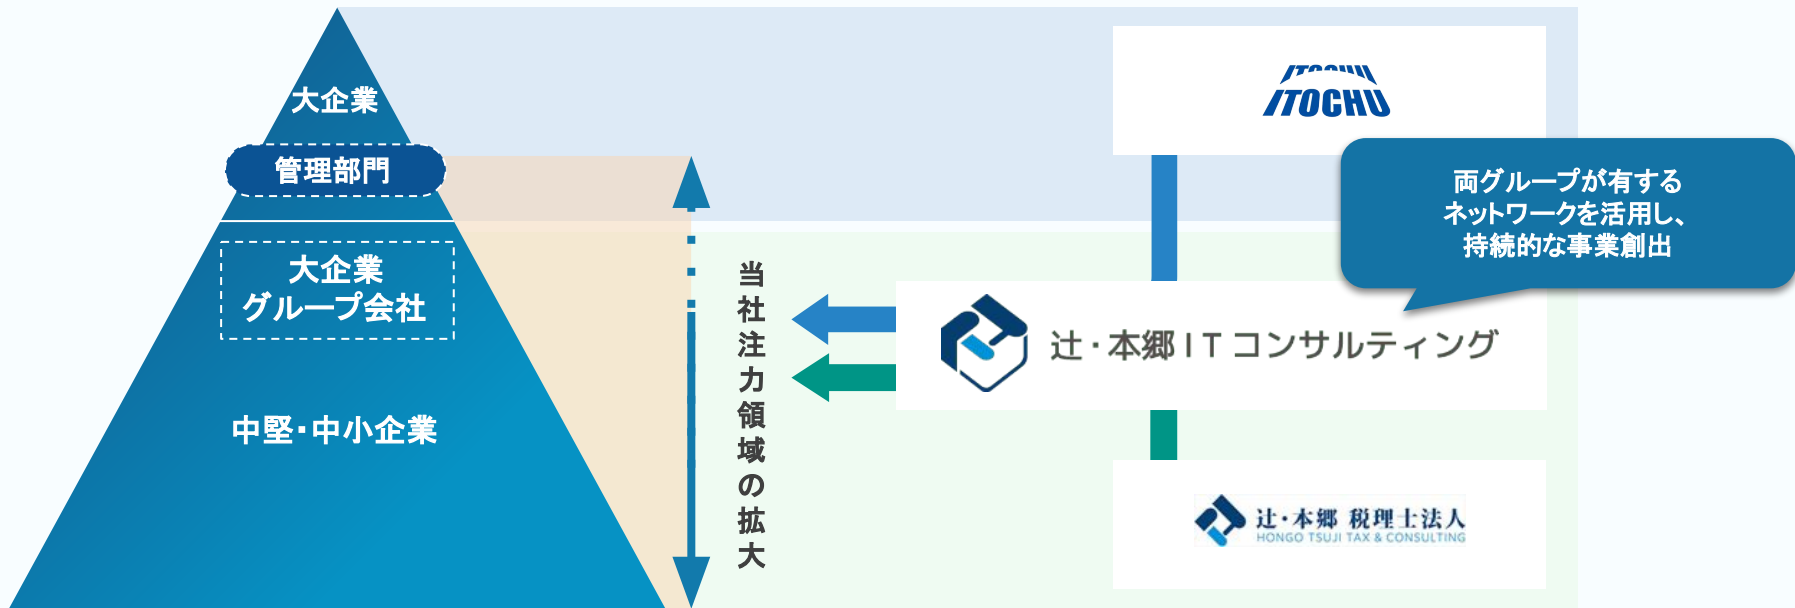 大企業
管理部門
大企業
グループ会社
中堅・中小企業
当社注力領域の拡大
ITOCHU
ITOCHU
両グループが有する
ネットワークを活用し、
持続的な事業創出
辻・本郷 IT コンサルティング
辻・本郷 税理士法人
HONGO TSUJI TAX & CONSULTING